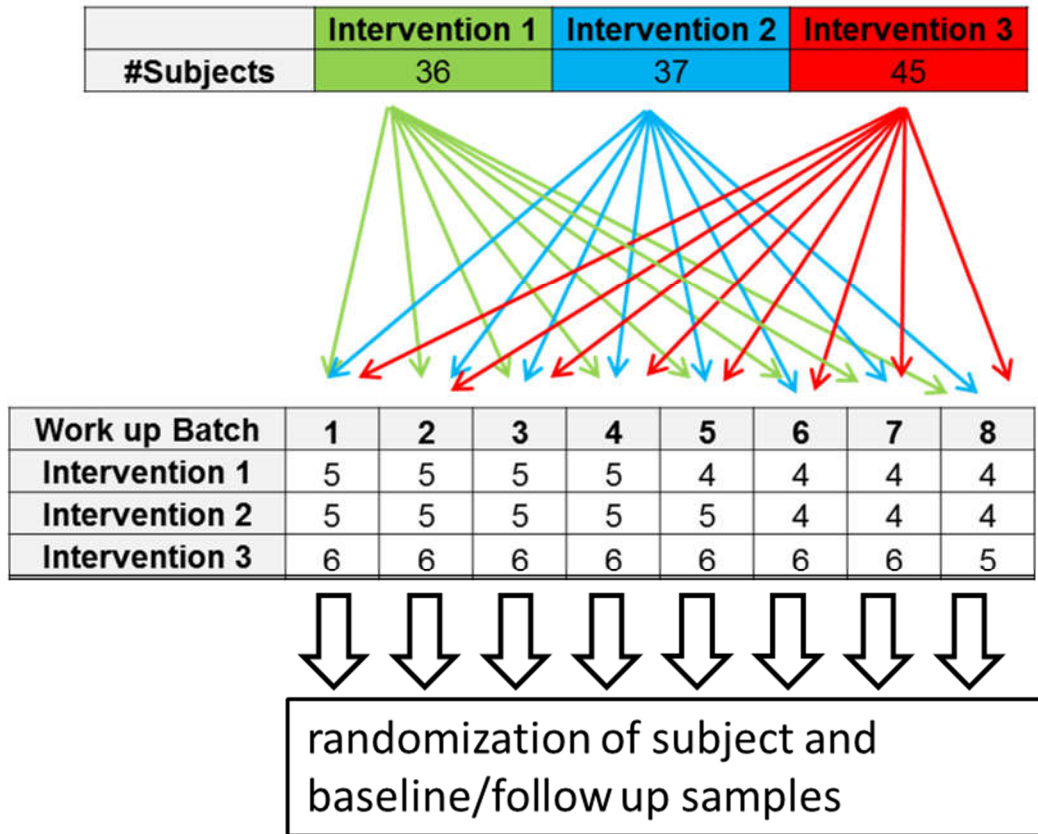 Intervention 1 Intervention 2 Intervention 3
#Subjects 36 37 45
Work up Batch 1 2 3 4 5 6 7 8
Intervention 1 5 5 5 5 4 4 4 4
Intervention 2 5 5 5 5 5 4 4 4
Intervention 3 6 6 6 6 6 6 6 5
randomization of subject and
baseline/follow up samples